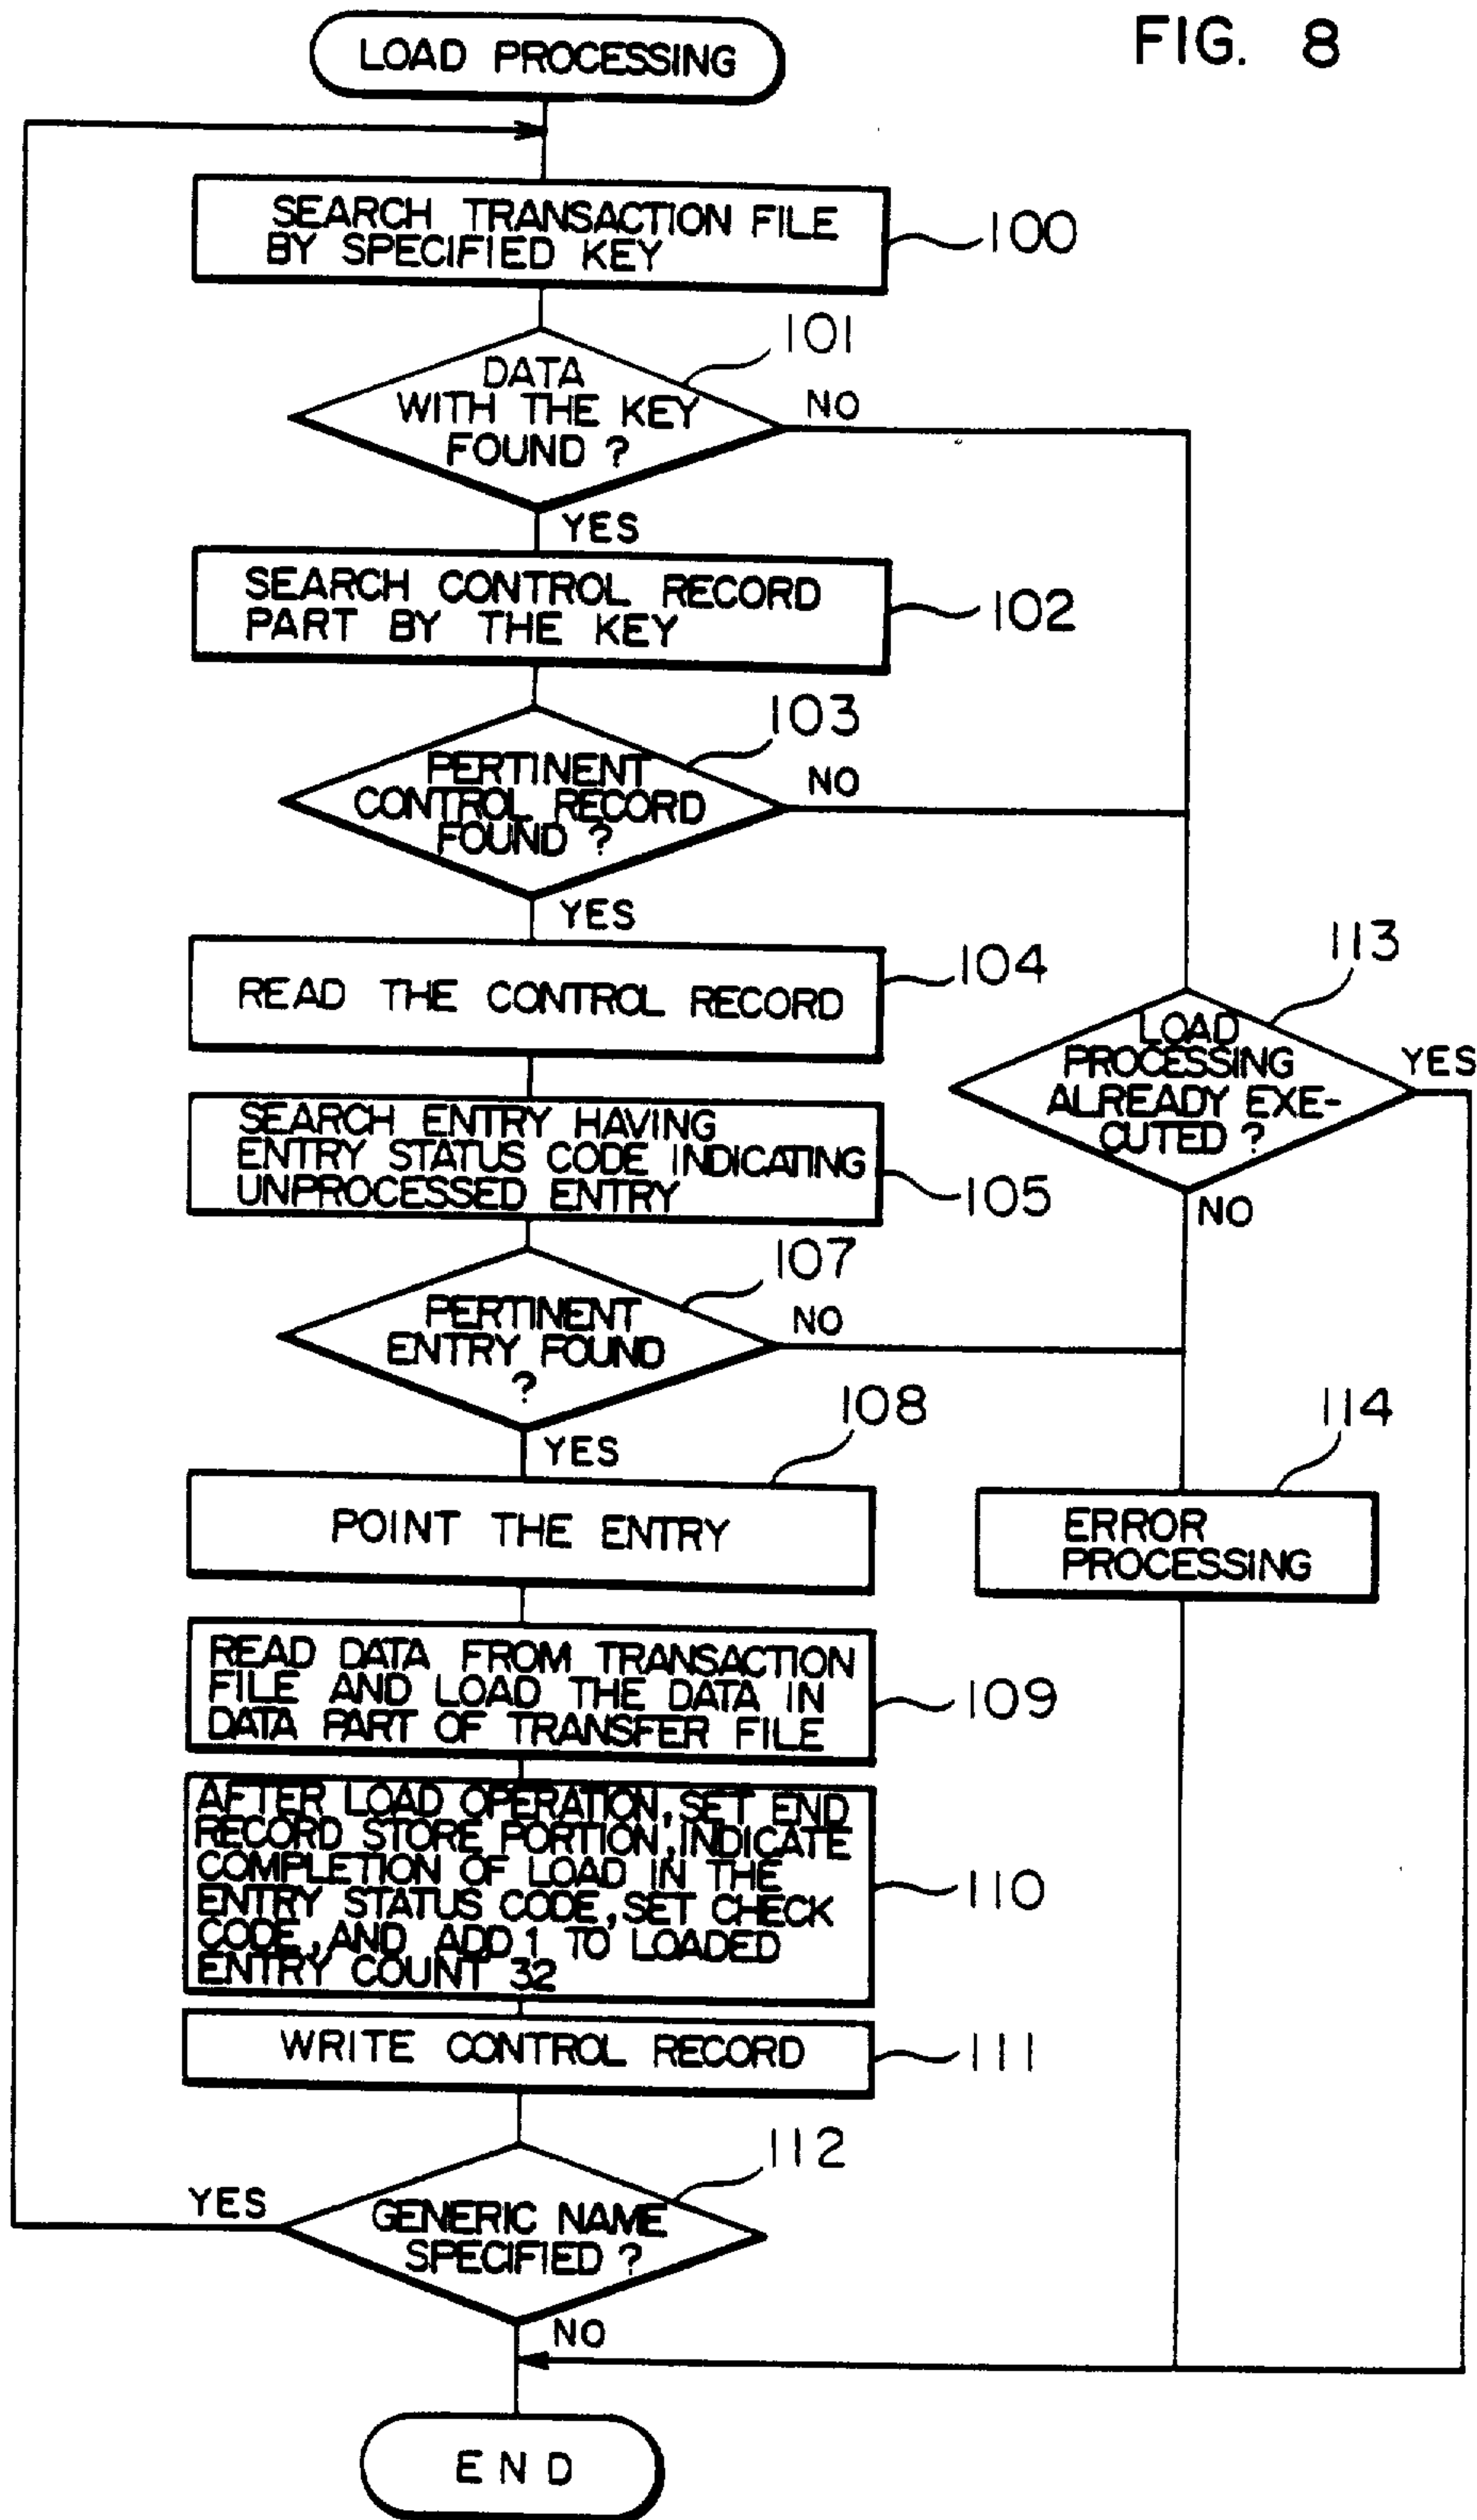 FIG. 8
LOAD PROCESSING
SEARCH TRANSACTION FILE
BY SPECIFIED KEY
100
101
DATA
WITH THE KEY
FOUND ?
NO
YES
SEARCH CONTROL RECORD
PART BY THE KEY
102
103
PERTINENT
CONTROL RECORD
FOUND ?
NO
YES
READ THE CONTROL RECORD
104
113
LOAD
PROCESSING
ALREADY EXE-
CUTED ?
YES
NO
SEARCH ENTRY HAVING
ENTRY STATUS CODE INDICATING
UNPROCESSED ENTRY
105
107
PERTINENT
ENTRY FOUND
?
NO
YES
108
POINT THE ENTRY
114
ERROR
PROCESSING
READ DATA FROM TRANSACTION
FILE AND LOAD THE DATA IN
DATA PART OF TRANSFER FILE
109
AFTER LOAD OPERATION, SET END
RECORD STORE PORTION, INDICATE
COMPLETION OF LOAD IN THE
ENTRY STATUS CODE, SET CHECK
CODE, AND ADD 1 TO LOADED
ENTRY COUNT 32
110
WRITE CONTROL RECORD
111
112
GENERIC NAME
SPECIFIED ?
YES
NO
END